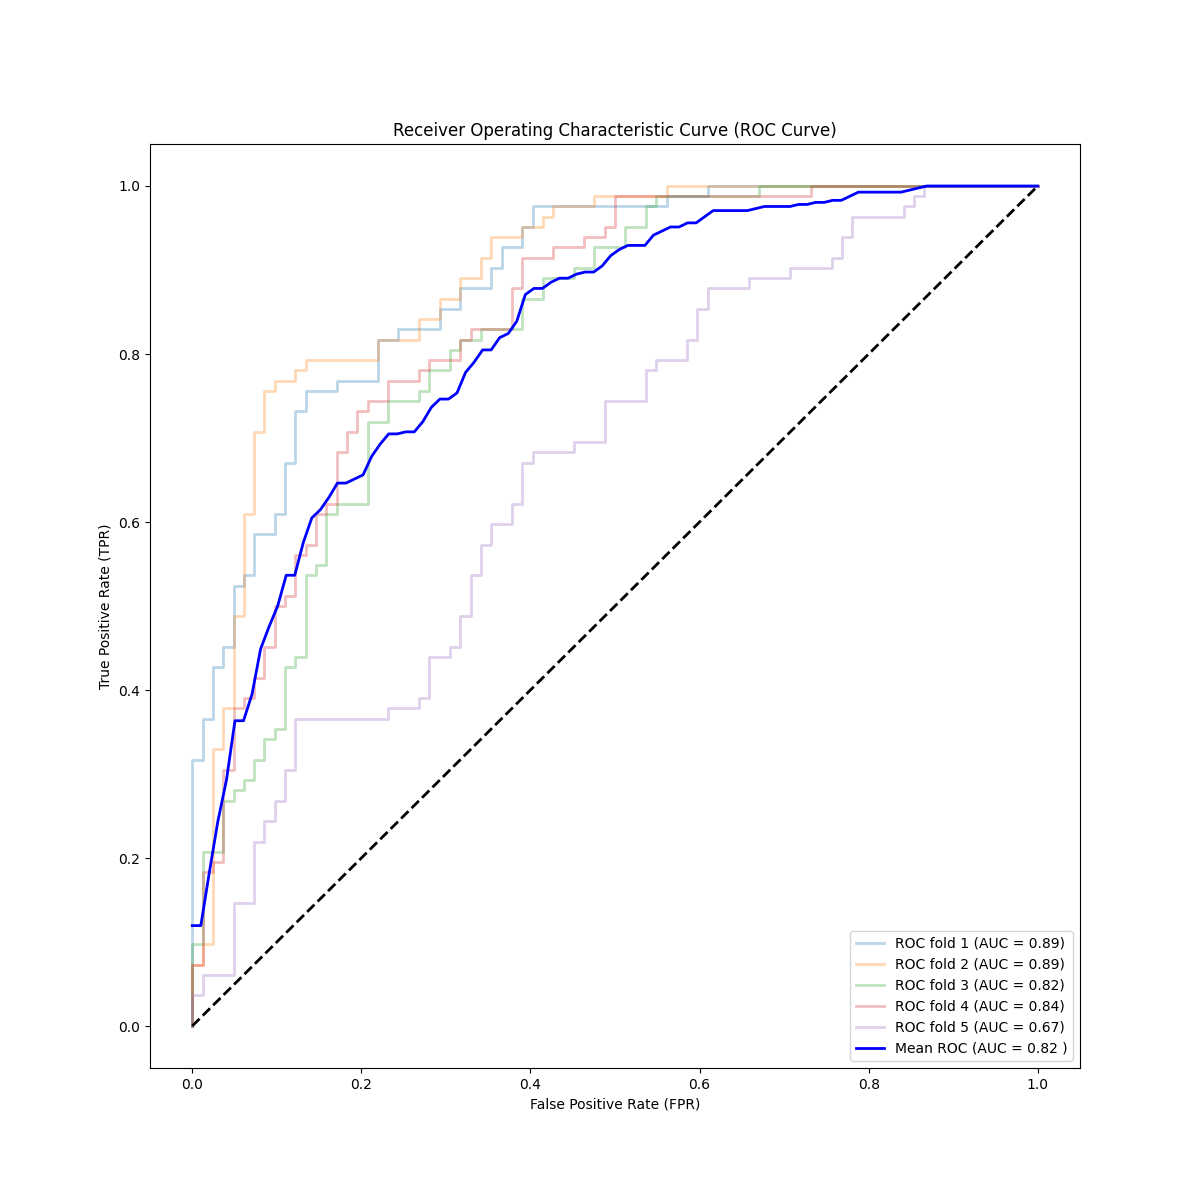 Receiver Operating Characteristic Curve (ROC Curve)
1.0
0.8
0.6
0.4
0.2
0.0
True Positive Rate (TPR)
0.0 0.2 0.4 0.6 0.8 1.0
False Positive Rate (FPR)
ROC fold 1 (AUC = 0.89)
ROC fold 2 (AUC = 0.89)
ROC fold 3 (AUC = 0.82)
ROC fold 4 (AUC = 0.84)
ROC fold 5 (AUC = 0.67)
Mean ROC (AUC = 0.82 )